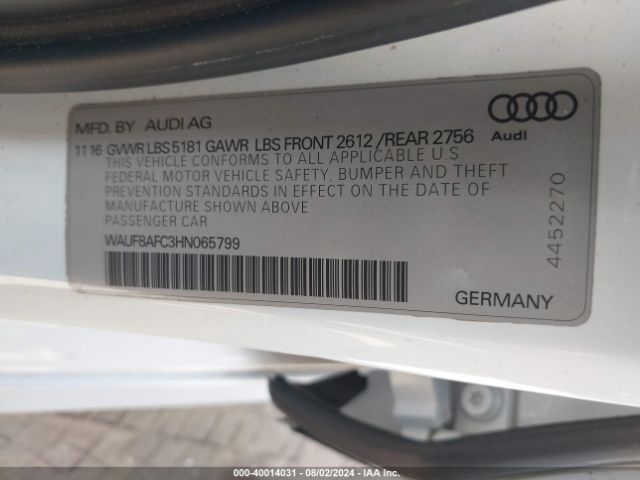 MFD. BY AUDI AG
11 16 GVWR LBS 5181 GAWR LBS FRONT 2612 /REAR 2756
THIS VEHICLE CONFORMS TO ALL APPLICABLE U.S.
FEDERAL MOTOR VEHICLE SAFETY, BUMPER AND THEFT
PREVENTION STANDARDS IN EFFECT ON THE DATE OF
MANUFACTURE SHOWN ABOVE
PASSENGER CAR
WAUF8AFC3HN065799
Audi
4452270
GERMANY
000-40014031 - 08/02/2024 - IAA Inc.